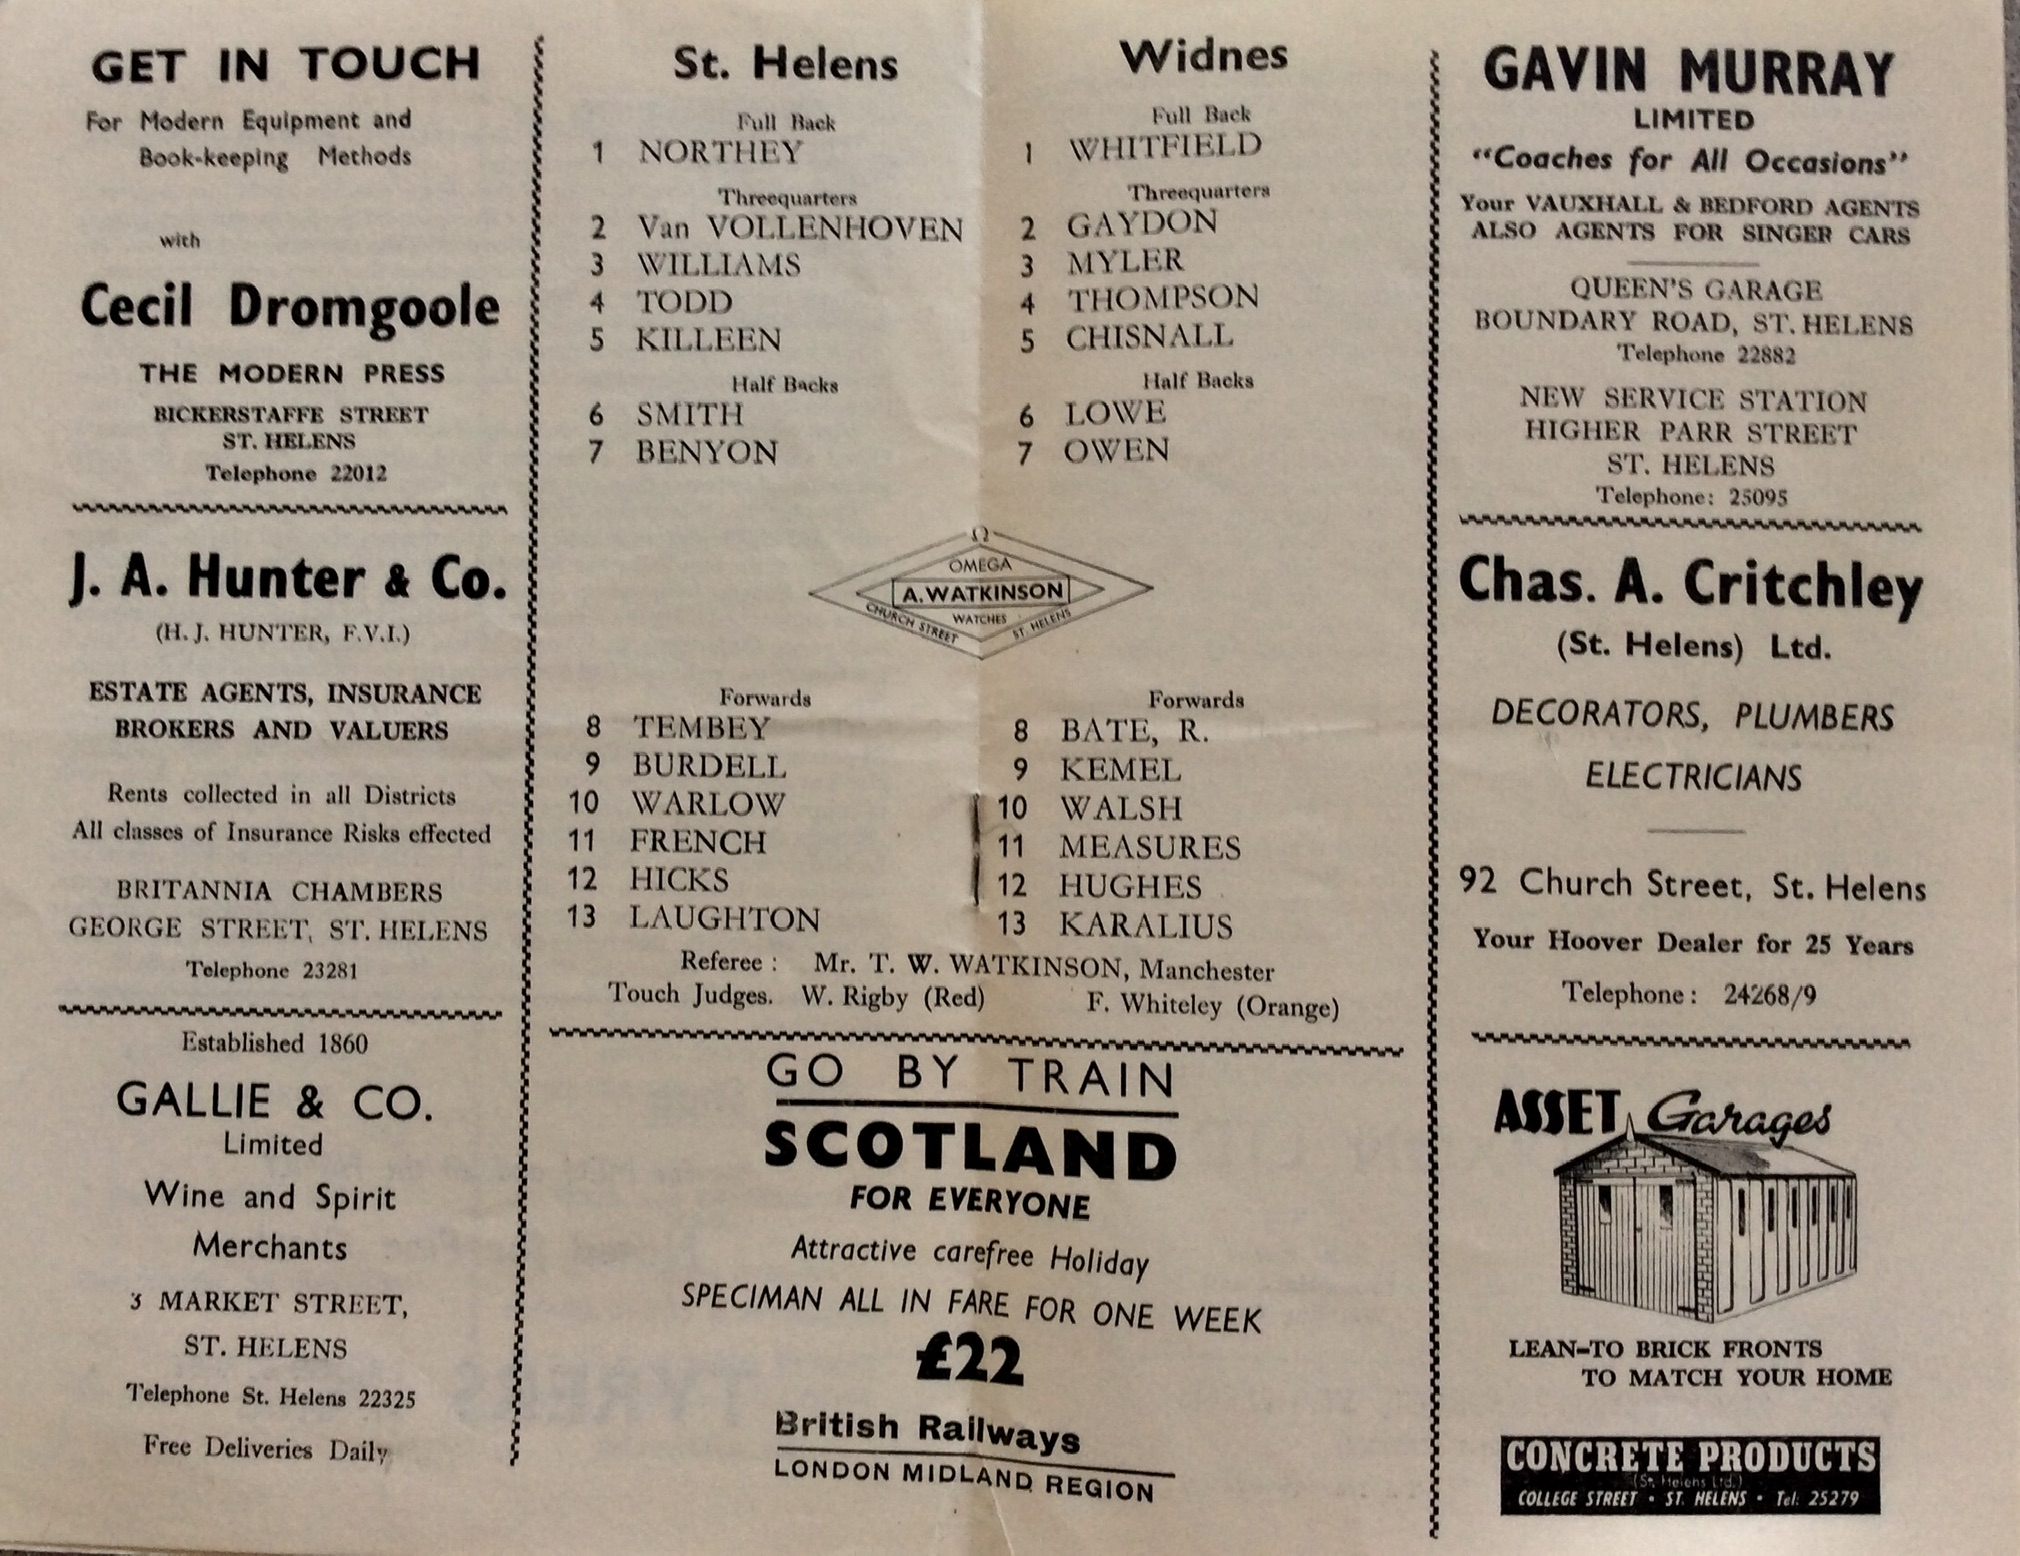 GET IN TOUCH
For Modern Equipment and
Book-keeping Methods
with
Cecil Dromgoole
THE MODERN PRESS
BICKERSTAFFE STREET
ST. HELENS
Telephone 22012
J. A. Hunter & Co.
(H. J. HUNTER, F.V.I.)
ESTATE AGENTS, INSURANCE
BROKERS AND VALUERS
Rents collected in all Districts
All classes of Insurance Risks effected
BRITANNIA CHAMBERS
GEORGE STREET, ST. HELENS
Telephone 23281
Established 1860
GALLIE & CO.
Limited
Wine and Spirit
Merchants
3 MARKET STREET,
ST. HELENS
Telephone St. Helens 22325
Free Deliveries Daily
St. Helens
Full Back
1 NORTHEY
Threequarters
2 Van VOLLENHOVEN
3 WILLIAMS
4 TODD
5 KILLEEN
Half Backs
6 SMITH
7 BENYON
Widnes
Full Back
1 WHITFIELD
Threequarters
2 GAYDON
3 MYLER
4 THOMPSON
5 CHISNALL
Half Backs
6 LOWE
7 OWEN
Ω
OMEGA
A. WATKINSON
WATCHES
CHURCH STREET ST. HELENS
Forwards
8 TEMBEY
9 BURDELL
10 WARLOW
11 FRENCH
12 HICKS
13 LAUGHTON
Forwards
8 BATE, R.
9 KEMEL
10 WALSH
11 MEASURES
12 HUGHES
13 KARALIUS
Referee : Mr. T. W. WATKINSON, Manchester
Touch Judges. W. Rigby (Red) F. Whiteley (Orange)
GO BY TRAIN
SCOTLAND
FOR EVERYONE
Attractive carefree Holiday
SPECIMAN ALL IN FARE FOR ONE WEEK
£22
British Railways
LONDON MIDLAND REGION
GAVIN MURRAY
LIMITED
"Coaches for All Occasions"
Your VAUXHALL & BEDFORD AGENTS
ALSO AGENTS FOR SINGER CARS
QUEEN'S GARAGE
BOUNDARY ROAD, ST. HELENS
Telephone 22882
NEW SERVICE STATION
HIGHER PARR STREET
ST. HELENS
Telephone: 25095
Chas. A. Critchley
(St. Helens) Ltd.
DECORATORS, PLUMBERS
ELECTRICIANS
92 Church Street, St. Helens
Your Hoover Dealer for 25 Years
Telephone : 24268/9
ASSET Garages
LEAN-TO BRICK FRONTS
TO MATCH YOUR HOME
CONCRETE PRODUCTS
(St. Helens Ltd.)
COLLEGE STREET • ST. HELENS • Tel: 25279